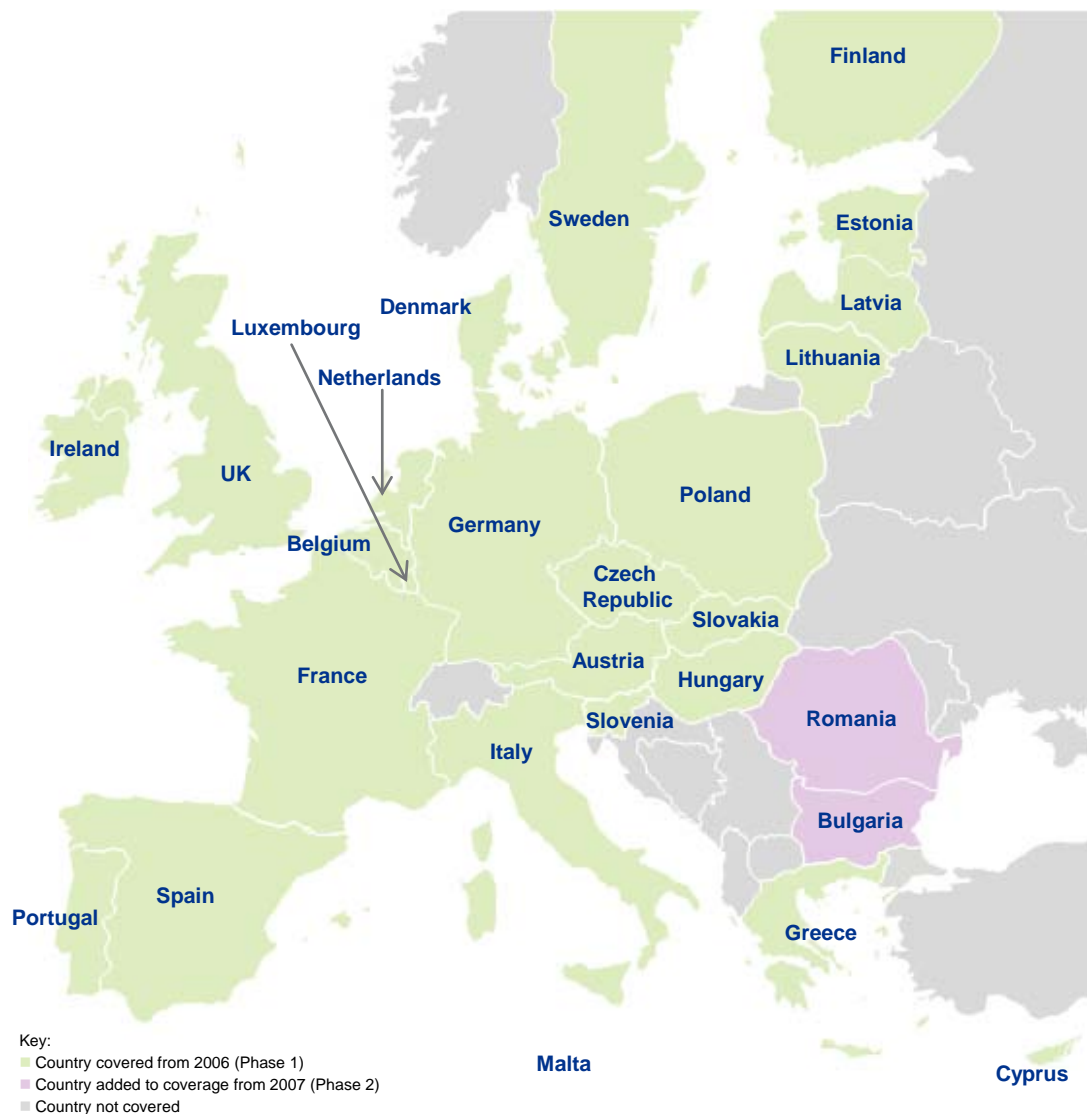 Finland
Sweden
Estonia
Denmark
Latvia
Luxembourg
Lithuania
Netherlands
Ireland
UK
Poland
Germany
Belgium
Czech
Republic
Slovakia
Austria
France
Hungary
Romania
Slovenia
Italy
Bulgaria
Spain
Portugal
Greece
Key:
Country covered from 2006 (Phase 1)
Malta
Cyprus
Country added to coverage from 2007 (Phase 2)
Country not covered